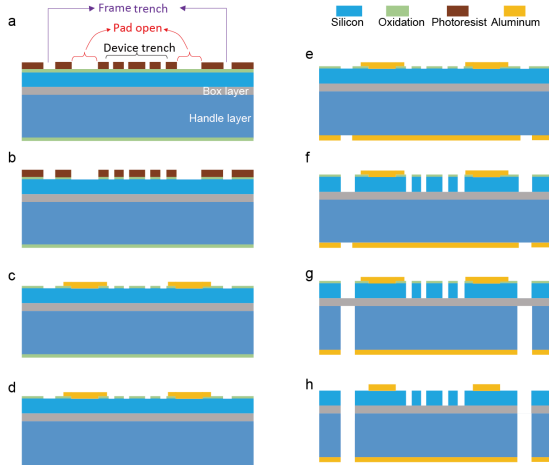 a
Frame trench
Pad open
Device trench
Box layer
Handle layer
b
c
d
Silicon Oxidation Photoresist Aluminum
e
f
g
h